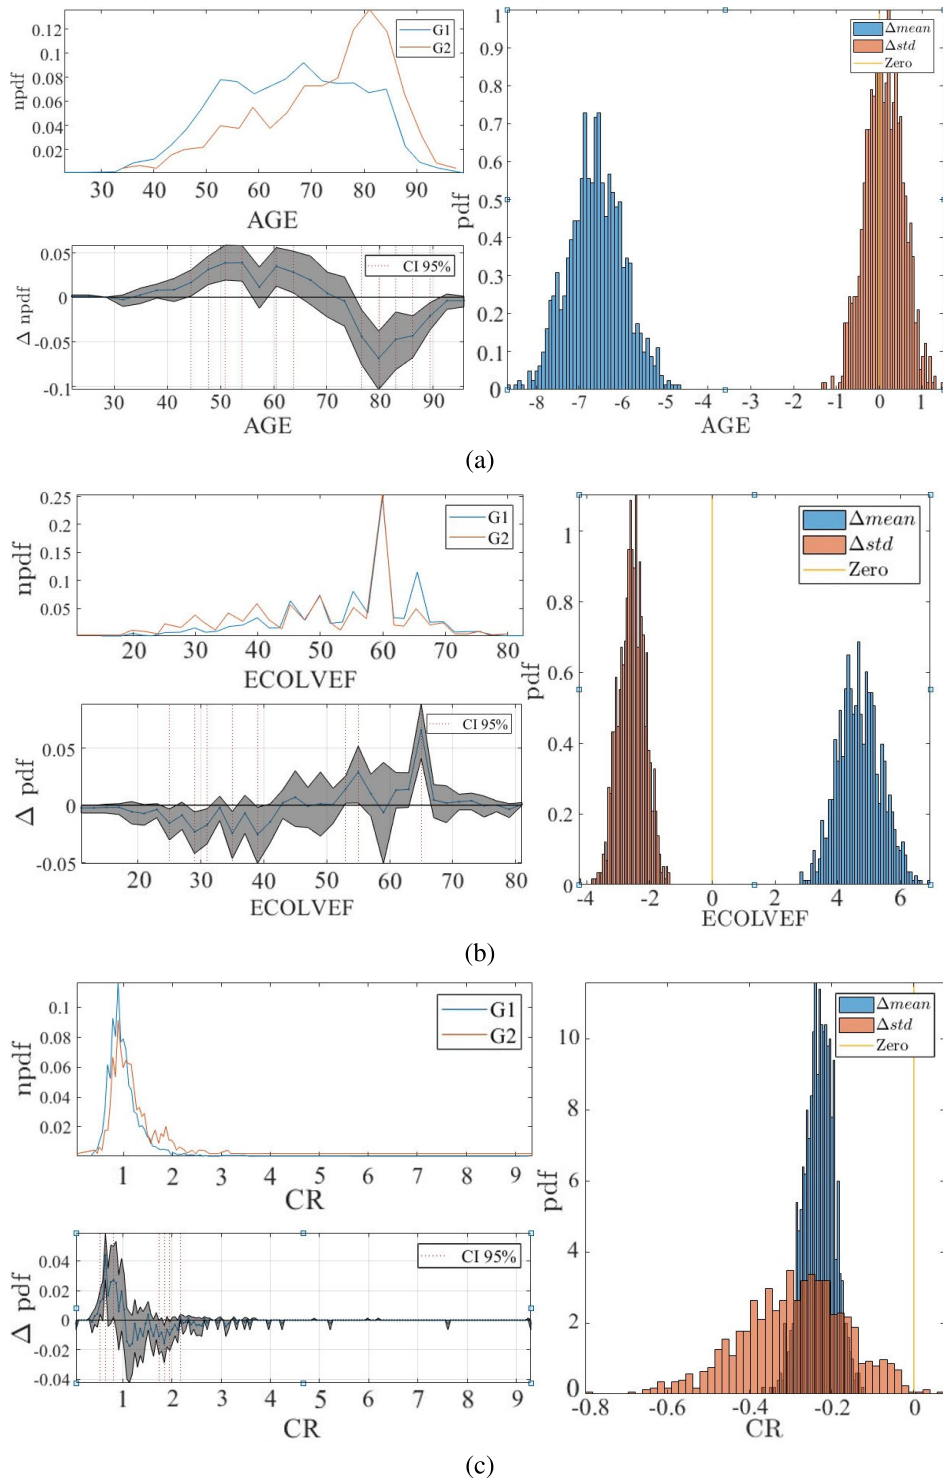 0.12
0.1
0.08
0.06
0.04
0.02
npdf
G1
G2
30 40 50 60 70 80 90
AGE
0.05
0
-0.05
-0.1
Δ npdf
CI 95%
30 40 50 60 70 80 90
AGE
1
0.9
0.8
0.7
0.6
0.5
0.4
0.3
0.2
0.1
0
pdf
Δmean
Δstd
Zero
-8 -7 -6 -5 -4 -3 -2 -1 0 1
AGE
(a)
0.25
0.2
0.15
0.1
0.05
npdf
G1
G2
20 30 40 50 60 70 80
ECOLVEF
0.05
0
-0.05
Δ pdf
CI 95%
20 30 40 50 60 70 80
ECOLVEF
1
0.8
0.6
0.4
0.2
0
pdf
Δmean
Δstd
Zero
-4 -2 0 2 4 6
ECOLVEF
(b)
0.1
0.08
0.06
0.04
0.02
npdf
G1
G2
1 2 3 4 5 6 7 8 9
CR
0.04
0.02
0
-0.02
-0.04
Δ pdf
CI 95%
1 2 3 4 5 6 7 8 9
CR
10
8
6
4
2
0
pdf
Δmean
Δstd
Zero
-0.8 -0.6 -0.4 -0.2 0
CR
(c)